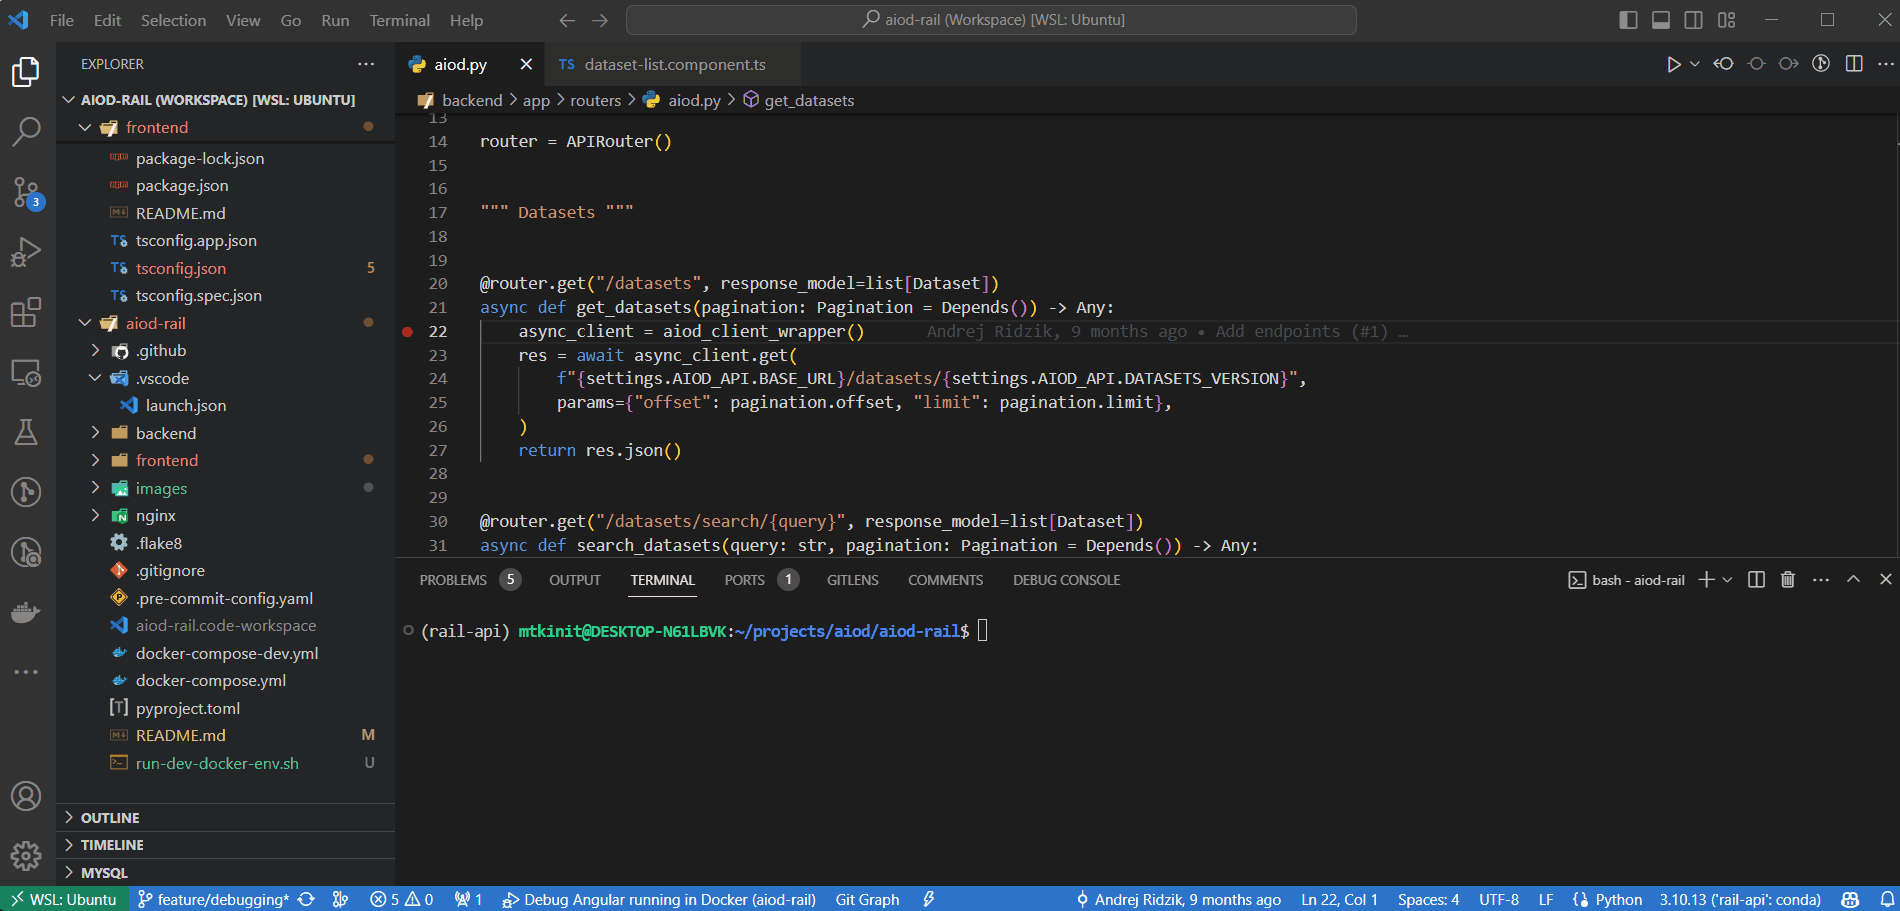 File Edit Selection View Go Run Terminal Help
aiod-rail (Workspace) [WSL: Ubuntu]
EXPLORER
AIOD-RAIL (WORKSPACE) [WSL: UBUNTU]
frontend
package-lock.json
package.json
README.md
tsconfig.app.json
tsconfig.json 5
tsconfig.spec.json
aiod-rail
.github
.vscode
launch.json
backend
frontend
images
nginx
.flake8
.gitignore
.pre-commit-config.yaml
aiod-rail.code-workspace
docker-compose-dev.yml
docker-compose.yml
pyproject.toml
README.md M
run-dev-docker-env.sh U
OUTLINE
TIMELINE
MYSQL
3
aiod.py
TS dataset-list.component.ts
backend > app > routers > aiod.py > get_datasets
13
14 router = APIRouter()
15
16
17 """ Datasets """
18
19
20 @router.get("/datasets", response_model=list[Dataset])
21 async def get_datasets(pagination: Pagination = Depends()) -> Any:
22 async_client = aiod_client_wrapper() Andrej Ridzik, 9 months ago • Add endpoints (#1) …
23 res = await async_client.get(
24 f"{settings.AIOD_API.BASE_URL}/datasets/{settings.AIOD_API.DATASETS_VERSION}",
25 params={"offset": pagination.offset, "limit": pagination.limit},
26 )
27 return res.json()
28
29
30 @router.get("/datasets/search/{query}", response_model=list[Dataset])
31 async def search_datasets(query: str, pagination: Pagination = Depends()) -> Any:
PROBLEMS 5 OUTPUT TERMINAL PORTS 1 GITLENS COMMENTS DEBUG CONSOLE
bash - aiod-rail
(rail-api) mtkinit@DESKTOP-N61LBVK:~/projects/aiod/aiod-rail$
WSL: Ubuntu feature/debugging* 5 0 1 Debug Angular running in Docker (aiod-rail) Git Graph Andrej Ridzik, 9 months ago Ln 22, Col 1 Spaces: 4 UTF-8 LF Python 3.10.13 ('rail-api': conda)